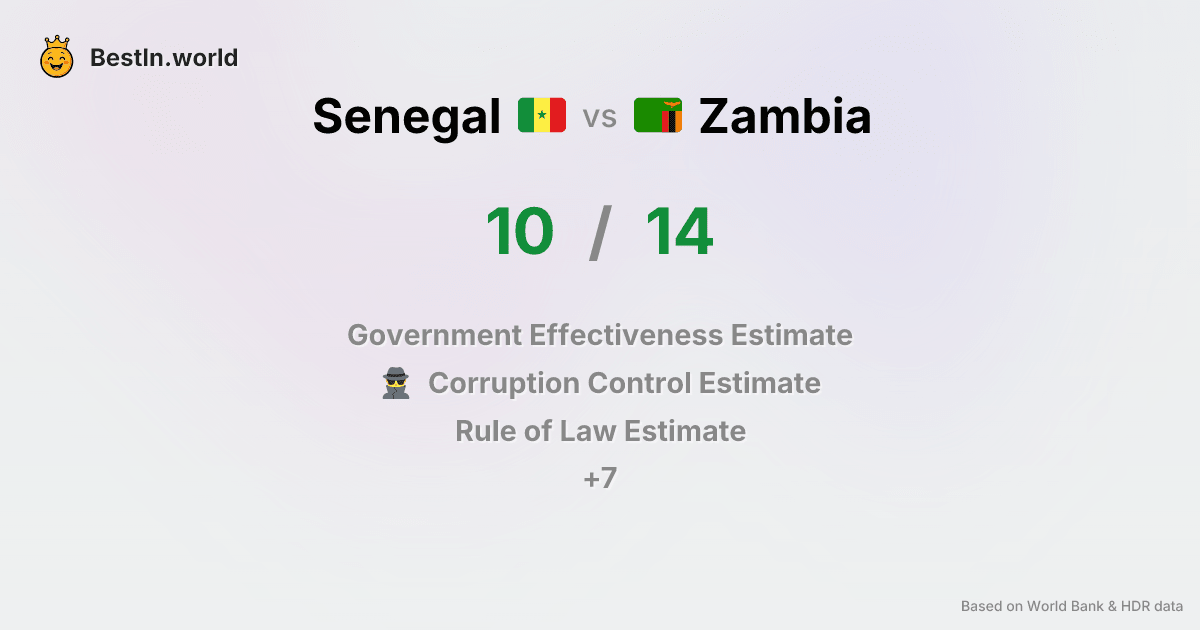 BestIn.world
Senegal vs Zambia
10 / 14
Government Effectiveness Estimate
Corruption Control Estimate
Rule of Law Estimate
+7
Based on World Bank & HDR data